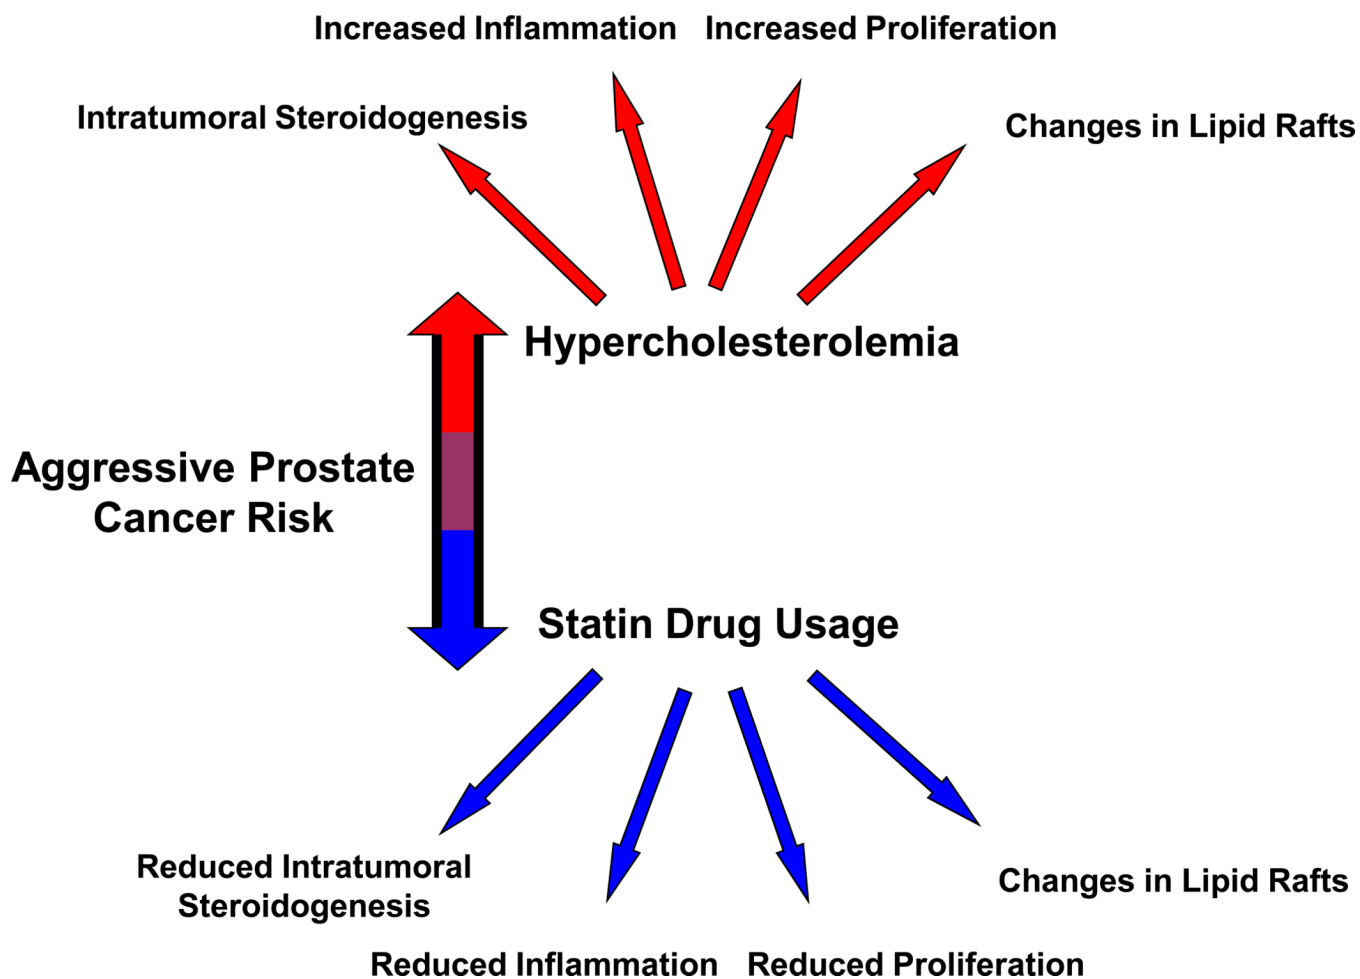 Increased Inflammation
Increased Proliferation
Intratumoral Steroidogenesis
Changes in Lipid Rafts
Hypercholesterolemia
Aggressive Prostate
Cancer Risk
Statin Drug Usage
Reduced Intratumoral
Steroidogenesis
Changes in Lipid Rafts
Reduced Inflammation
Reduced Proliferation